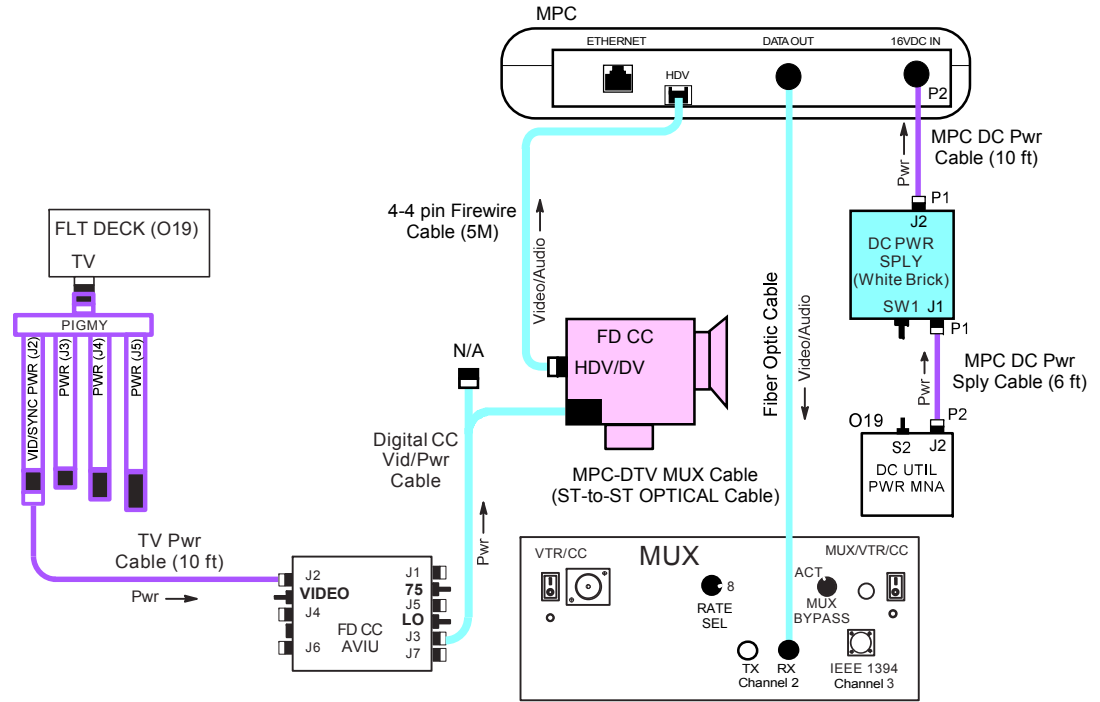 MPC
ETHERNET
HDV
DATA OUT
16VDC IN
P2
MPC DC Pwr
Cable (10 ft)
Pwr
4-4 pin Firewire
Cable (5M)
Video/Audio
Fiber Optic Cable
Video/Audio
P1
J2
DC PWR
SPLY
(White Brick)
SW1 J1
P1
MPC DC Pwr
Sply Cable (6 ft)
Pwr
P2
O19
S2 J2
DC UTIL
PWR MNA
FLT DECK (O19)
TV
PIGMY
VID/SYNC PWR (J2)
PWR (J3)
PWR (J4)
PWR (J5)
N/A
FD CC
HDV/DV
Digital CC
Vid/Pwr
Cable
Pwr
MPC-DTV MUX Cable
(ST-to-ST OPTICAL Cable)
TV Pwr
Cable (10 ft)
Pwr
J2
VIDEO
J4
J6
FD CC
AVIU
J1
75
J5
LO
J3
J7
MUX
VTR/CC
8
RATE
SEL
MUX/VTR/CC
ACT
MUX
BYPASS
TX RX
Channel 2
IEEE 1394
Channel 3